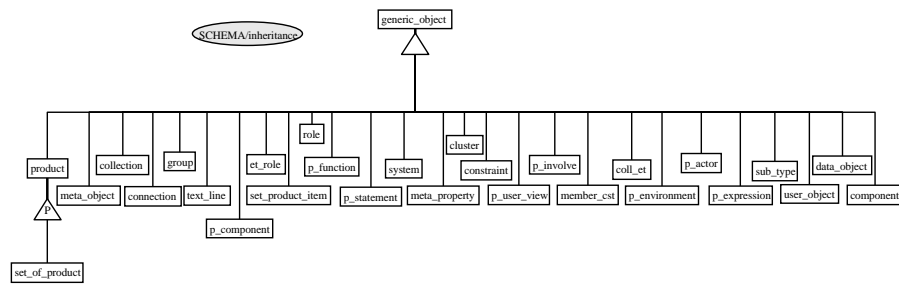 generic_object
SCHEMA/inheritance
role
cluster
product
collection
group
et_role
p_function
system
constraint
p_involve
coll_et
p_actor
sub_type
data_object
meta_object
connection
text_line
set_product_item
p_statement
meta_property
p_user_view
member_cst
p_environment
p_expression
user_object
component
P
p_component
set_of_product